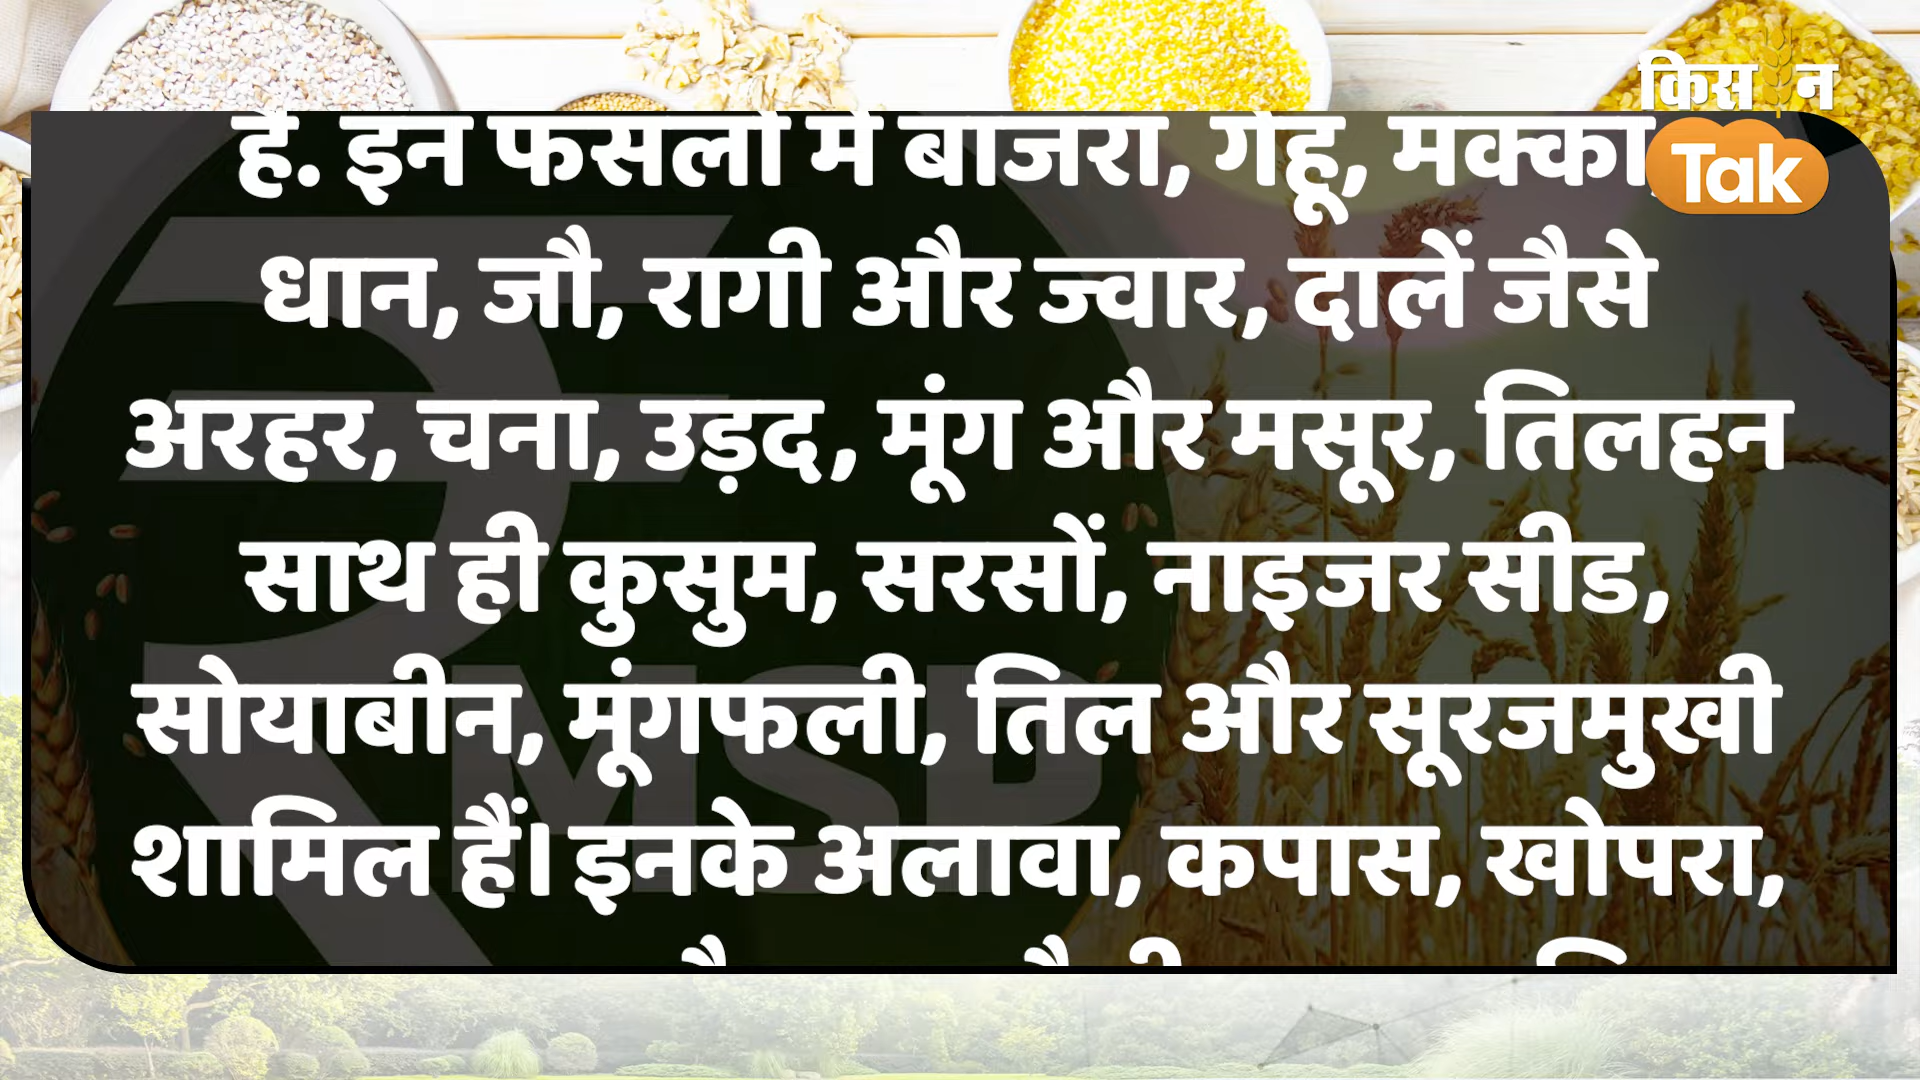 किसान
Tak
हैं. इन फसलों में बाजरा, गेहूं, मक्का,
धान, जौ, रागी और ज्वार, दालें जैसे
अरहर, चना, उड़द, मूंग और मसूर, तिलहन
साथ ही कुसुम, सरसों, नाइजर सीड,
सोयाबीन, मूंगफली, तिल और सूरजमुखी
शामिल हैं। इनके अलावा, कपास, खोपरा,
MSP